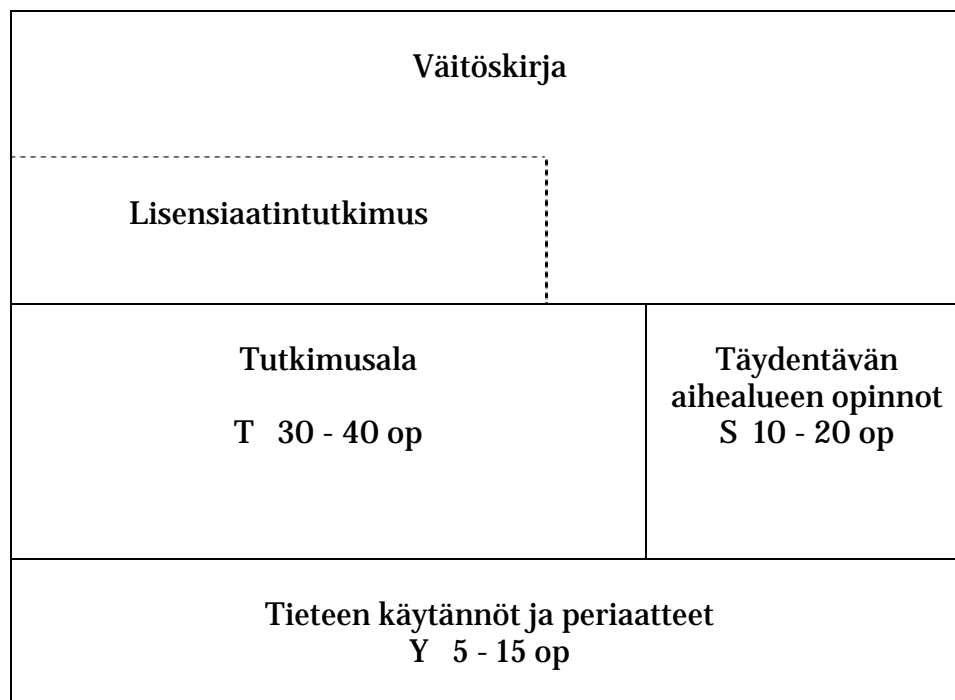 Väitöskirja
Lisensiaatintutkimus
Tutkimusala
T 30 - 40 op
Täydentävän
aihealueen opinnot
S 10 - 20 op
Tieteen käytännöt ja periaatteet
Y 5 - 15 op